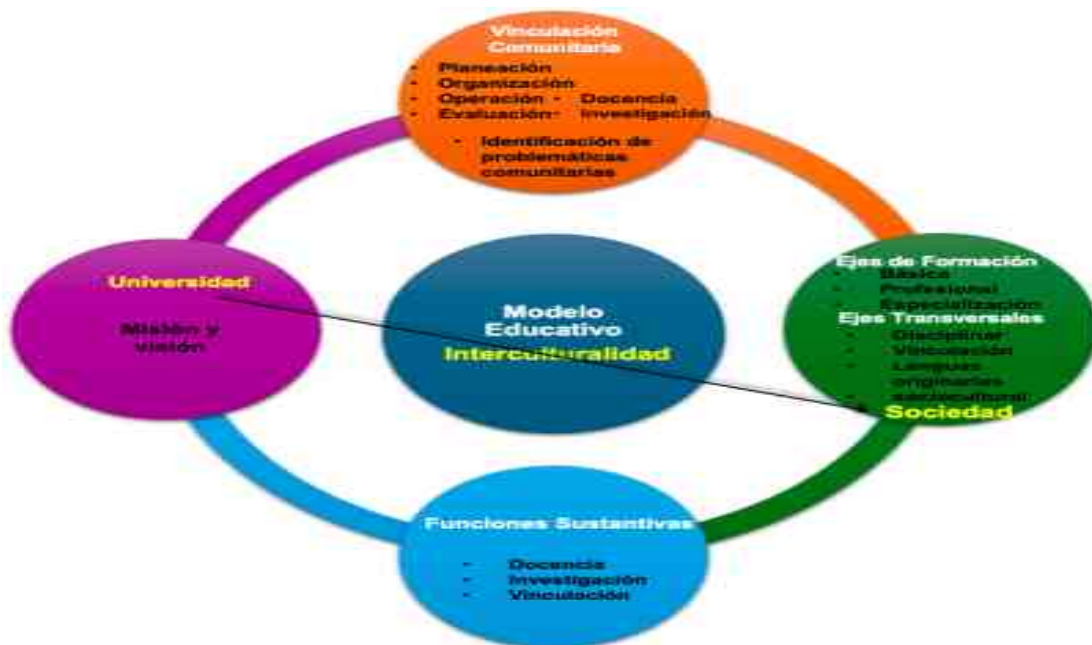 Vinculación
Comunitaria
• Planeación
• Organización
• Operación • Docencia
• Evaluación • Investigación
• Identificación de
problemáticas
comunitarias
Universidad
Misión y
visión
Modelo
Educativo
Interculturalidad
Ejes de Formación
• Básico
• Profesional
• Especialización
Ejes Transversales
• Disciplinar
• Vinculación
• Lenguas
originarias
• sociocultural
Sociedad
Funciones Sustantivas
• Docencia
• Investigación
• Vinculación